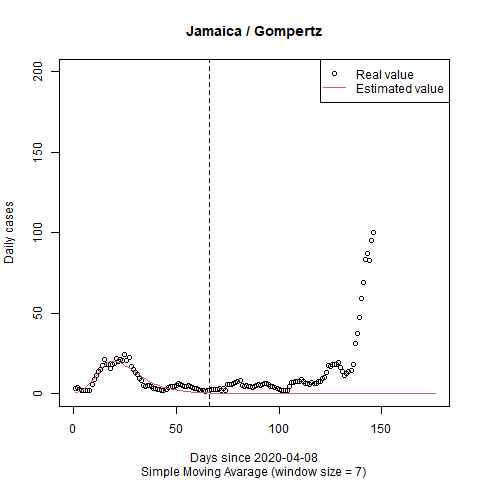 Jamaica / Gompertz
Real value
Estimated value
200
150
100
50
0
Daily cases
0 50 100 150
Days since 2020-04-08
Simple Moving Avarage (window size = 7)